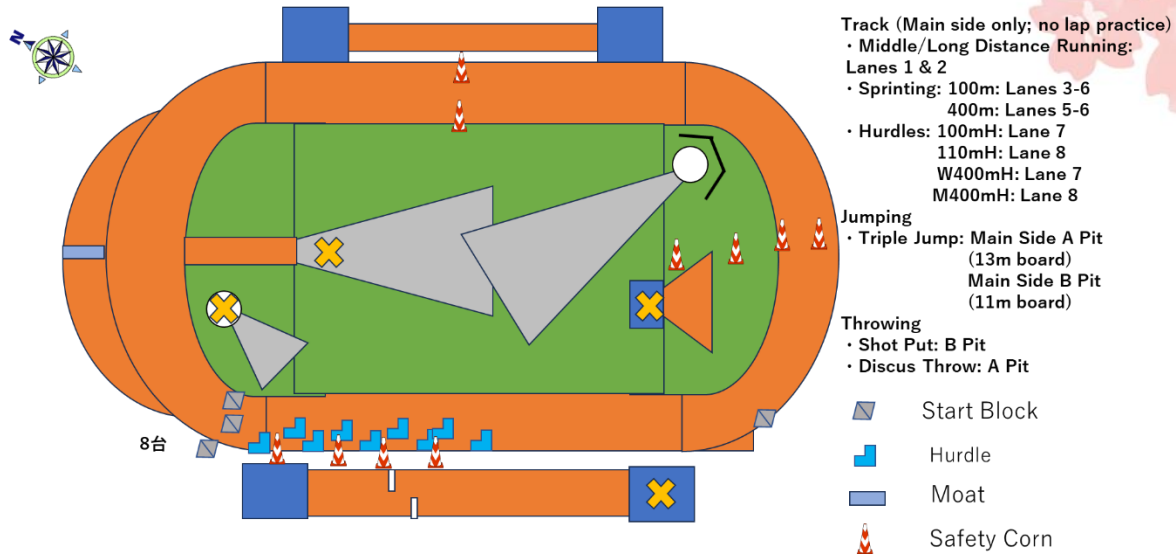 N
Track (Main side only; no lap practice)
・Middle/Long Distance Running:
Lanes 1 & 2
・Sprinting: 100m: Lanes 3-6
400m: Lanes 5-6
・Hurdles: 100mH: Lane 7
110mH: Lane 8
W400mH: Lane 7
M400mH: Lane 8
Jumping
・Triple Jump: Main Side A Pit
(13m board)
Main Side B Pit
(11m board)
Throwing
・Shot Put: B Pit
・Discus Throw: A Pit
Start Block
Hurdle
Moat
Safety Corn
8台